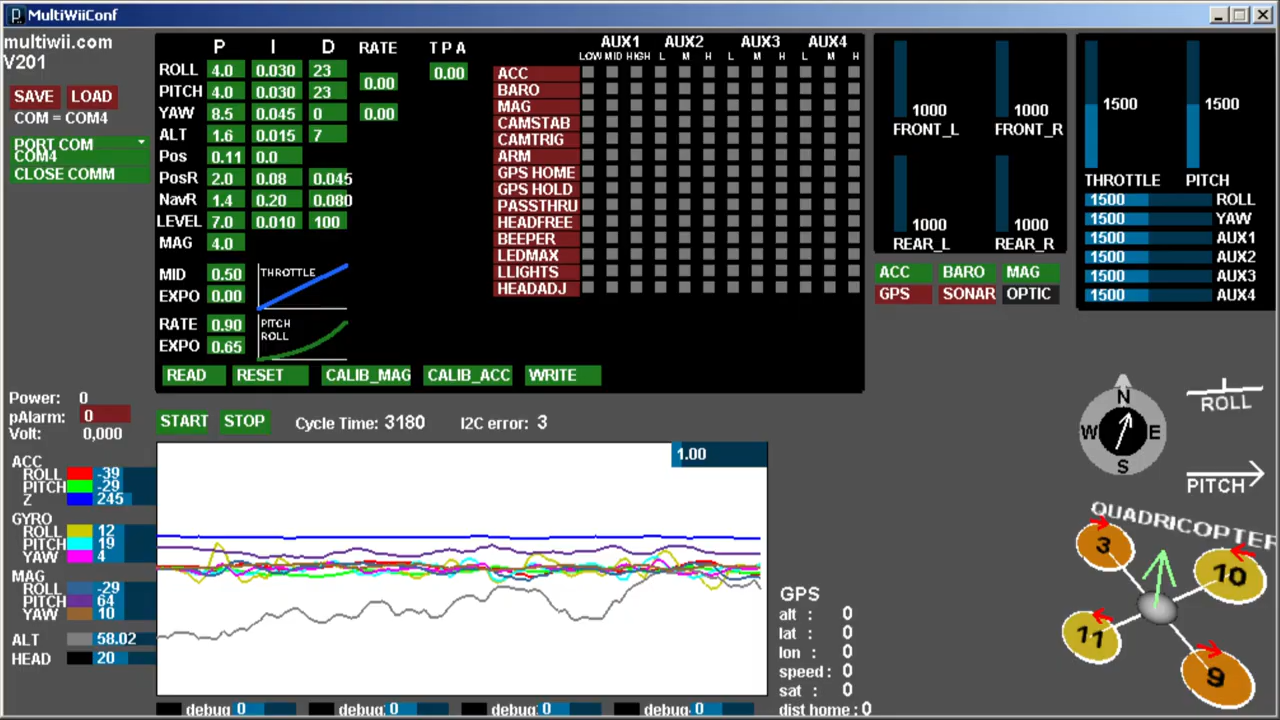 MultiWiiConf
multiwii.com
V201
SAVE LOAD
COM = COM4
PORT COM
COM4
CLOSE COMM
P I D RATE T P A
ROLL 4.0 0.030 23 0.00
PITCH 4.0 0.030 23 0.00
YAW 8.5 0.045 0 0.00
ALT 1.6 0.015 7
Pos 0.11 0.0
PosR 2.0 0.08 0.045
NavR 1.4 0.20 0.080
LEVEL 7.0 0.010 100
MAG 4.0
MID 0.50
EXPO 0.00
THROTTLE
RATE 0.90
EXPO 0.65
PITCH
ROLL
READ RESET CALIB_MAG CALIB_ACC WRITE
AUX1 AUX2 AUX3 AUX4
LOW MID HIGH L M H L M H L M H
ACC
BARO
MAG
CAMSTAB
CAMTRIG
ARM
GPS HOME
GPS HOLD
PASSTHRU
HEADFREE
BEEPER
LEDMAX
LLIGHTS
HEADADJ
1000 1000
FRONT_L FRONT_R
1000 1000
REAR_L REAR_R
ACC BARO MAG
GPS SONAR OPTIC
1500 1500
THROTTLE PITCH
1500 ROLL
1500 YAW
1500 AUX1
1500 AUX2
1500 AUX3
1500 AUX4
Power: 0
pAlarm: 0
Volt: 0,000
START STOP Cycle Time: 3180 I2C error: 3
1.00
ACC
ROLL -39
PITCH -29
Z 245
GYRO
ROLL 12
PITCH 19
YAW 4
MAG
ROLL -29
PITCH 64
YAW 10
ALT 58.02
HEAD 20
debug 0 debug 0 debug 0 debug 0
GPS
alt : 0
lat : 0
lon : 0
speed : 0
sat : 0
dist home : 0
N
W E
S
ROLL
PITCH
QUADRICOPTER
3
10
11
9